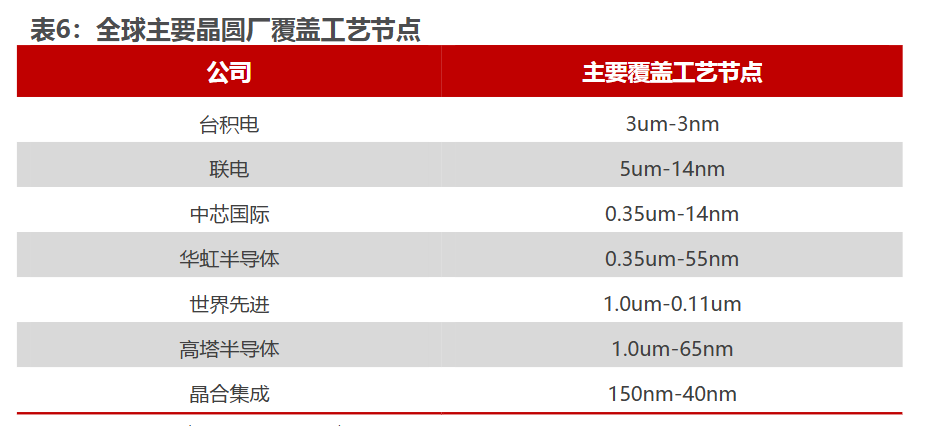 表6：全球主要晶圆厂覆盖工艺节点
公司 主要覆盖工艺节点
台积电 3um-3nm
联电 5um-14nm
中芯国际 0.35um-14nm
华虹半导体 0.35um-55nm
世界先进 1.0um-0.11um
高塔半导体 1.0um-65nm
晶合集成 150nm-40nm